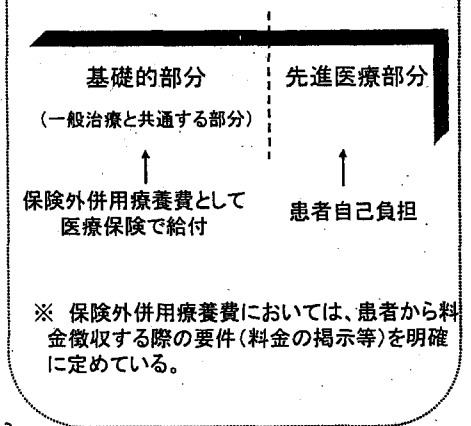 基礎的部分
先進医療部分
（一般治療と共通する部分）
保険外併用療養費として
医療保険で給付
患者自己負担
※ 保険外併用療養費においては、患者から料
金徴収する際の要件（料金の掲示等）を明確
に定めている。